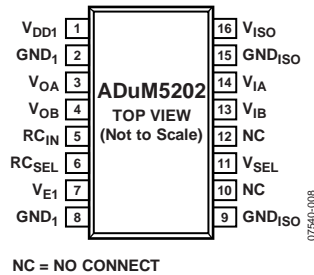 VDD1 1 16 VISO
GND1 2 15 GNDISO
VOA 3 14 VIA
ADuM5202
VOB 4 TOP VIEW 13 VIB
RCIN 5 (Not to Scale) 12 NC
RCSEL 6 11 VSEL
VE1 7 10 NC
GND1 8 9 GNDISO
07540-008
NC = NO CONNECT